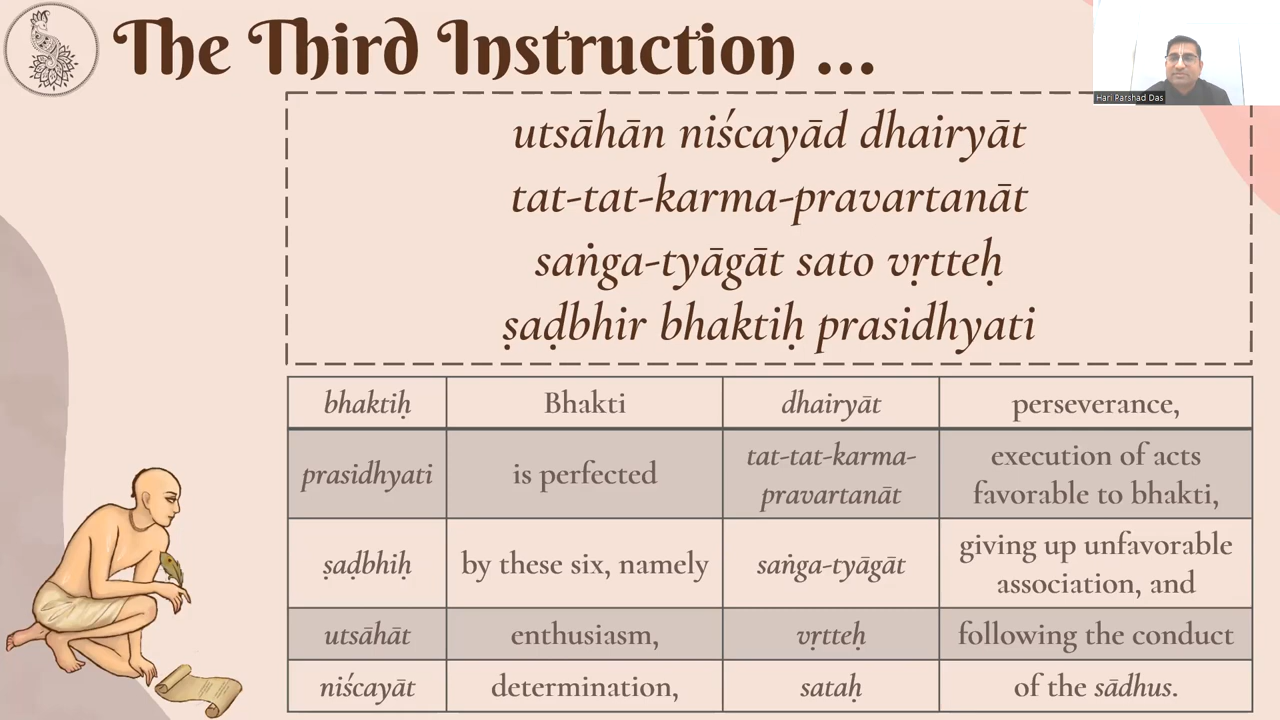 The Third Instruction ...
Hari Parshad Das
utsāhān niścayād dhairyāt
tat-tat-karma-pravartanāt
saṅga-tyāgāt sato vṛtteḥ
ṣaḍbhir bhaktiḥ prasidhyati
bhaktiḥ Bhakti dhairyāt perseverance,
prasidhyati is perfected tat-tat-karma-
pravartanāt execution of acts
favorable to bhakti,
ṣaḍbhiḥ by these six, namely saṅga-tyāgāt giving up unfavorable
association, and
utsāhāt enthusiasm, vṛtteḥ following the conduct
niścayāt determination, sataḥ of the sādhus.